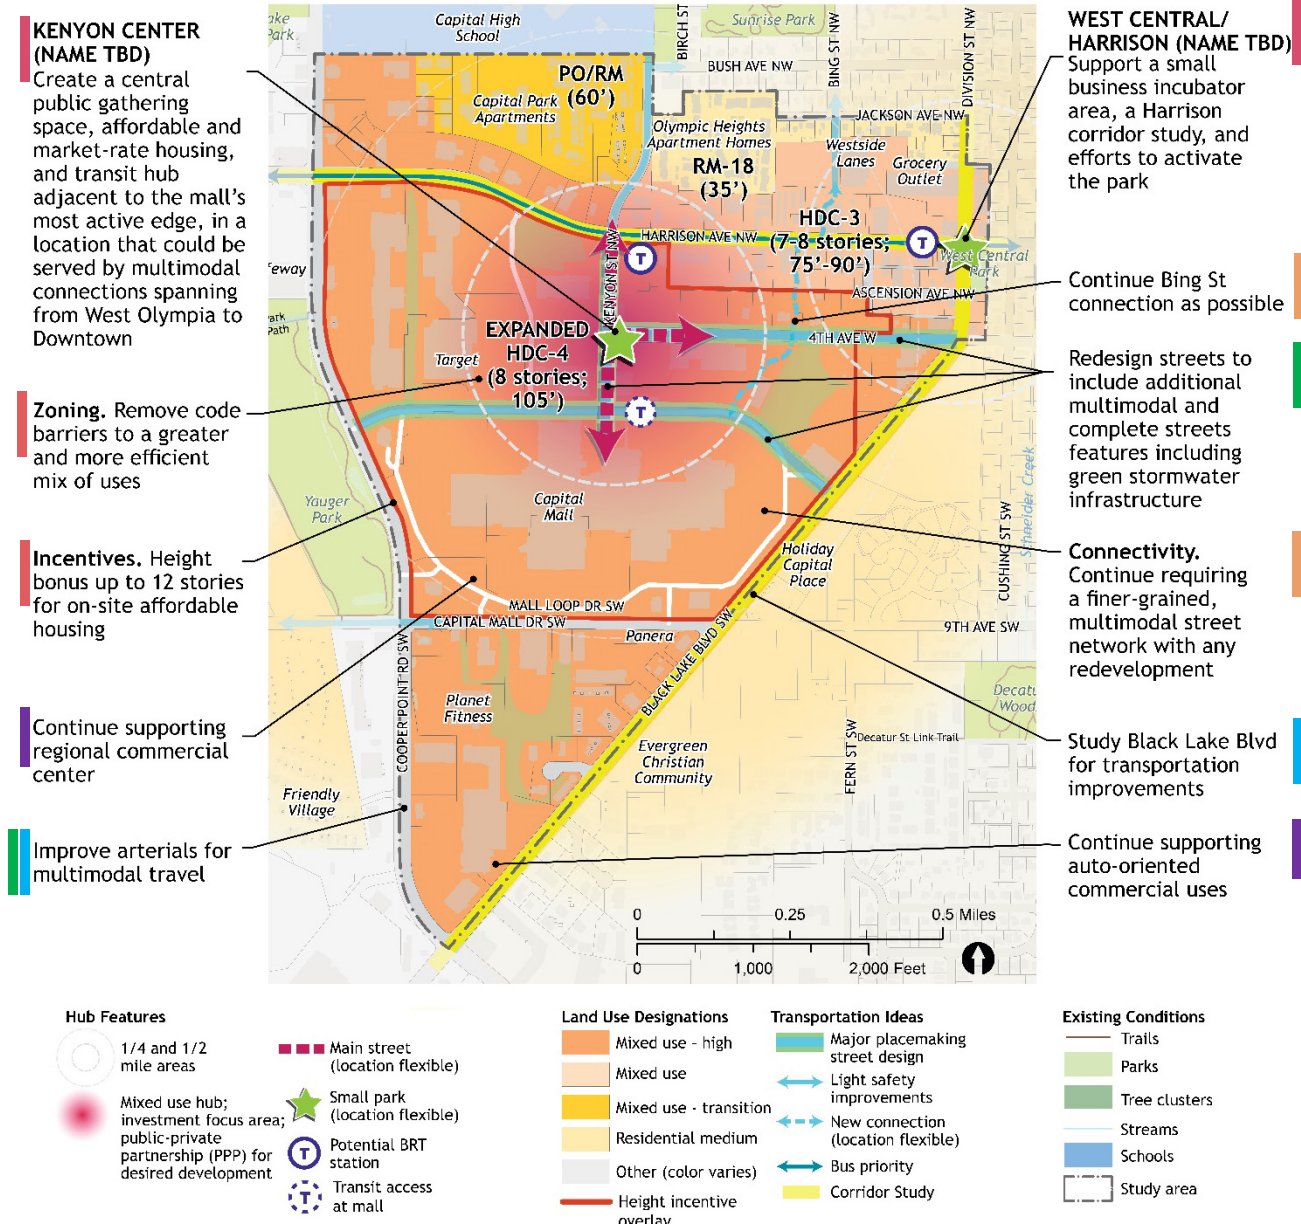 KENYON CENTER
(NAME TBD)
Create a central
public gathering
space, affordable and
market-rate housing,
and transit hub
adjacent to the mall's
most active edge, in a
location that could be
served by multimodal
connections spanning
from West Olympia to
Downtown
Zoning. Remove code
barriers to a greater
and more efficient
mix of uses
Incentives. Height
bonus up to 12 stories
for on-site affordable
housing
Continue supporting
regional commercial
center
Improve arterials for
multimodal travel
ake
Park
Capital High
School
BIRCH ST
Sunrise Park
BUSH AVE NW
BING ST NW
DIVISION ST NW
PO/RM
(60')
Capital Park
Apartments
Olympic Heights
Apartment Homes
RM-18
(35')
JACKSON AVE NW
Westside
Lanes
Grocery
Outlet
HDC-3
(7-8 stories;
75'-90')
HARRISON AVE NW
T
T
West Central
Park
KENYON ST NW
feway
ark
Path
ASCENSION AVE NW
EXPANDED
HDC-4
(8 stories;
105')
4TH AVE W
Target
T
Capital
Mall
Yauger
Park
Holiday
Capital
Place
Schneider Creek
CUSHING ST SW
MALL LOOP DR SW
CAPITAL MALL DR SW
Panera
9TH AVE SW
COOPER POINT RD SW
BLACK LAKE BLVD SW
Planet
Fitness
Evergreen
Christian
Community
FERN ST SW
Decatur St Link Trail
Decatu
Wood
Friendly
Village
0 0.25 0.5 Miles
0 1,000 2,000 Feet
WEST CENTRAL/
HARRISON (NAME TBD)
Support a small
business incubator
area, a Harrison
corridor study, and
efforts to activate
the park
Continue Bing St
connection as possible
Redesign streets to
include additional
multimodal and
complete streets
features including
green stormwater
infrastructure
Connectivity.
Continue requiring
a finer-grained,
multimodal street
network with any
redevelopment
Study Black Lake Blvd
for transportation
improvements
Continue supporting
auto-oriented
commercial uses
Hub Features
1/4 and 1/2
mile areas
Mixed use hub;
investment focus area;
public-private
partnership (PPP) for
desired development
Main street
(location flexible)
Small park
(location flexible)
T
Potential BRT
station
T
Transit access
at mall
Land Use Designations
Mixed use - high
Mixed use
Mixed use - transition
Residential medium
Other (color varies)
Height incentive
overlay
Transportation Ideas
Major placemaking
street design
Light safety
improvements
New connection
(location flexible)
Bus priority
Corridor Study
Existing Conditions
Trails
Parks
Tree clusters
Streams
Schools
Study area